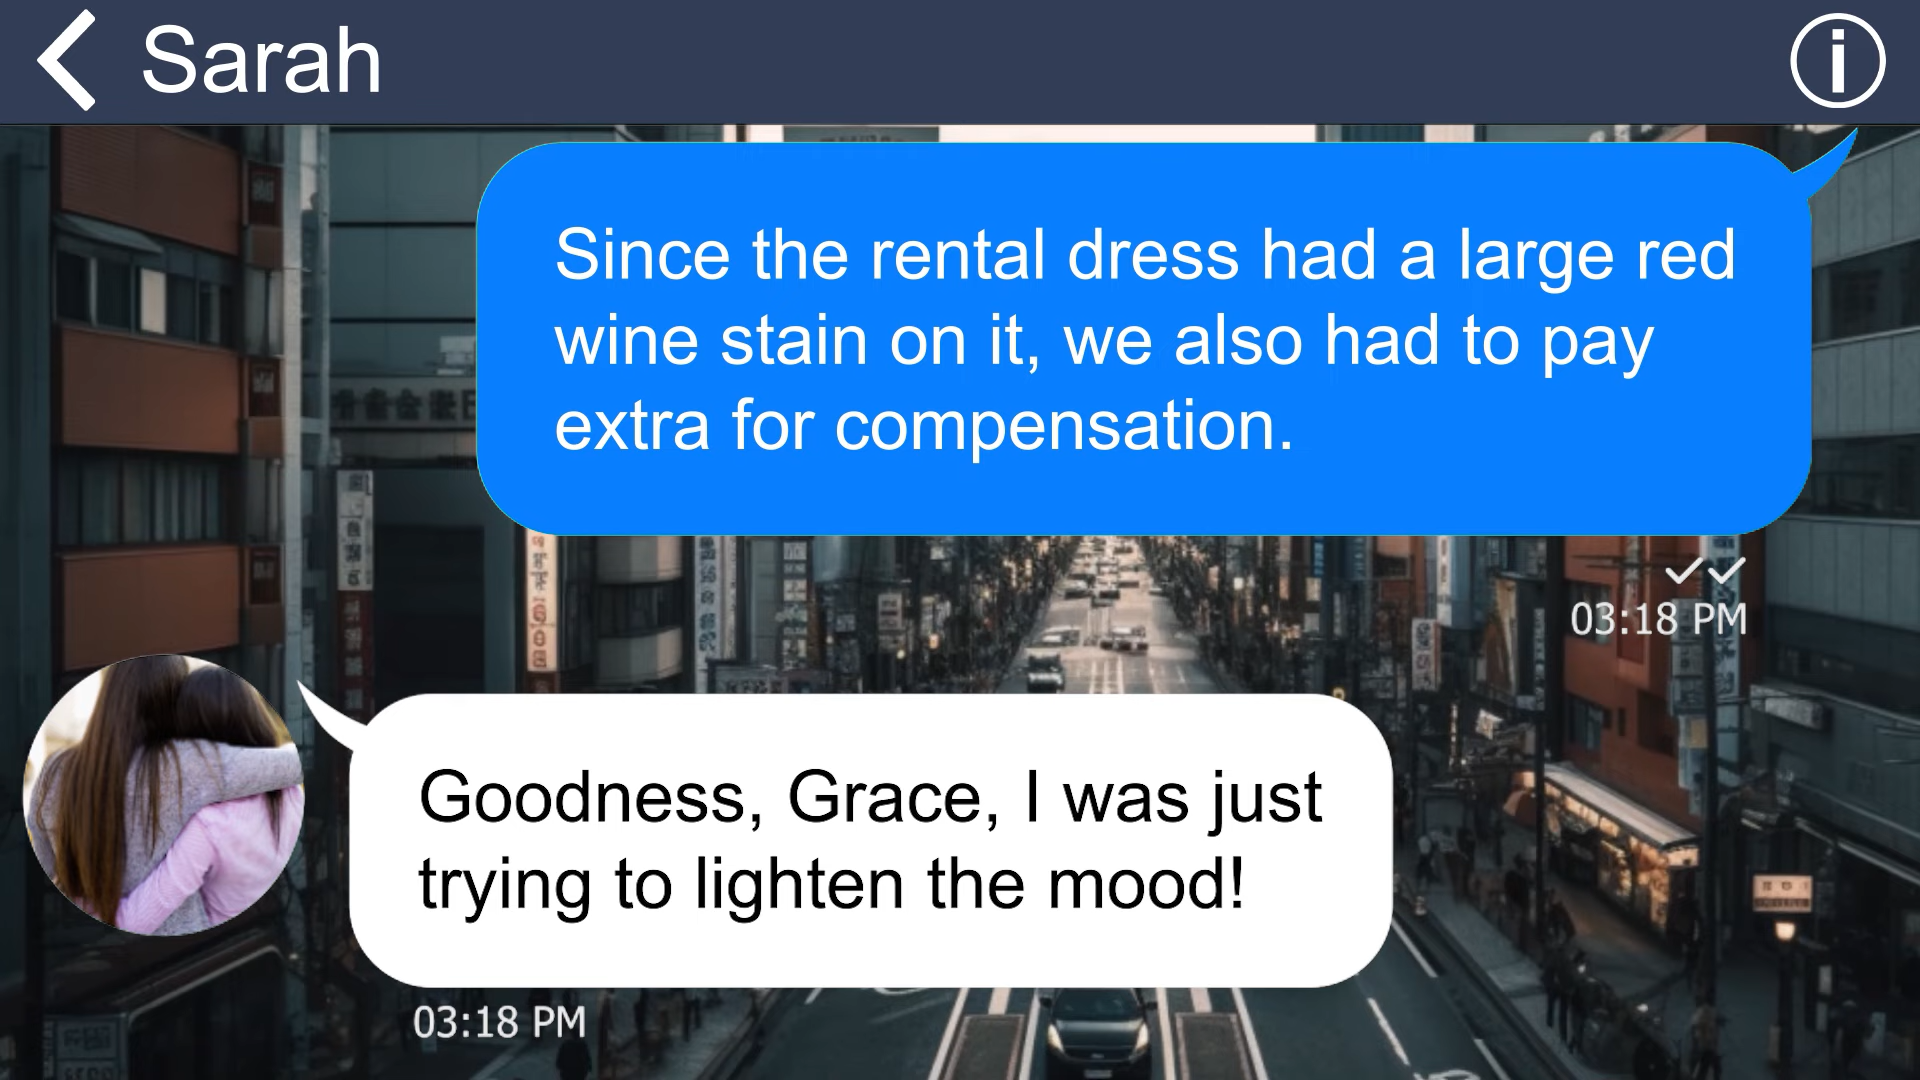 Sarah
Since the rental dress had a large red
wine stain on it, we also had to pay
extra for compensation.
03:18 PM
Goodness, Grace, I was just
trying to lighten the mood!
03:18 PM